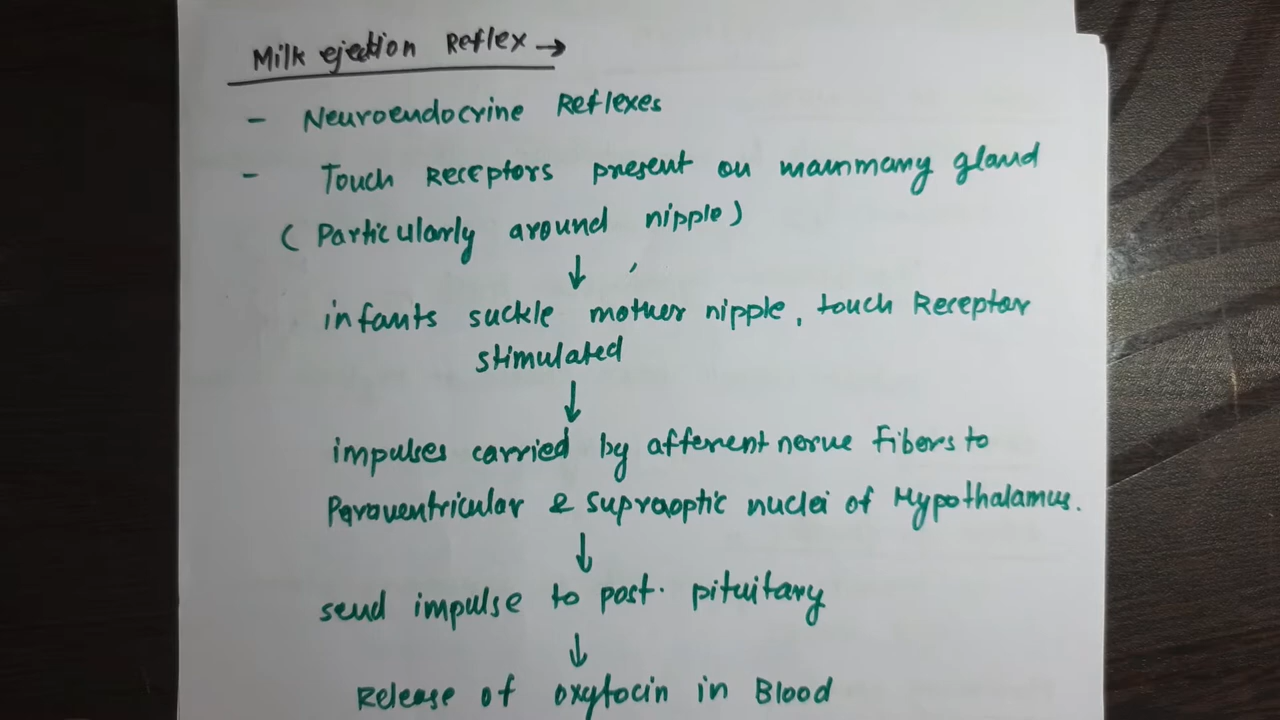 Milk ejection Reflex →
- Neuroendocrine Reflexes
- Touch Receptors present on mammary gland
( Particularly around nipple )
↓
infants suckle mother nipple, touch Receptor
stimulated
↓
impulses carried by afferent nerve Fibers to
Paraventricular & supraoptic nuclei of Hypothalamus.
↓
send impulse to post. pituitary
↓
Release of oxytocin in Blood